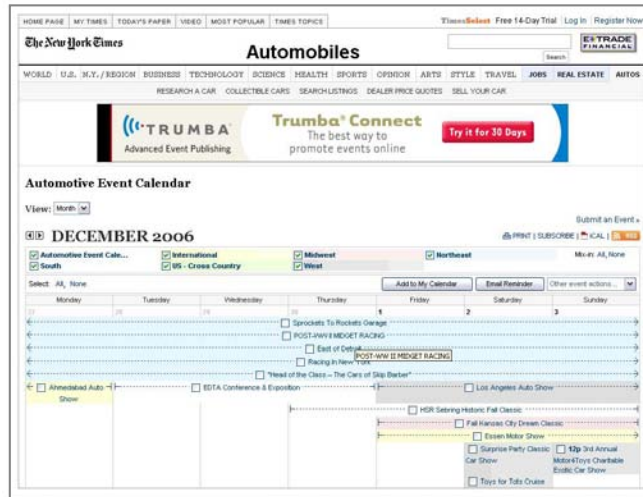 HOME PAGE MY TIMES TODAY'S PAPER VIDEO MOST POPULAR TIMES TOPICS TimesSelect Free 14-Day Trial Log In Register Now
The New York Times Automobiles Search E*TRADE FINANCIAL
WORLD U.S. N.Y./REGION BUSINESS TECHNOLOGY SCIENCE HEALTH SPORTS OPINION ARTS STYLE TRAVEL JOBS REAL ESTATE AUTOS
RESEARCH A CAR COLLECTIBLE CARS SEARCH LISTINGS DEALER PRICE QUOTES SELL YOUR CAR
TRUMBA® Trumba® Connect
Advanced Event Publishing The best way to promote events online Try it for 30 Days
Automotive Event Calendar
View: Month
Submit an Event »
DECEMBER 2006 PRINT | SUBSCRIBE | iCAL | RSS
Automotive Event Cale... International Midwest Northeast Mix-in: All, None
South US - Cross Country West
Select: All, None Add to My Calendar Email Reminder Other event actions...
Monday Tuesday Wednesday Thursday Friday Saturday Sunday
1 2 3
Sprockets To Rockets Garage
POST-WW II MIDGET RACING
East of Detroit
POST-WW II MIDGET RACING
Racing in New York
"Head of the Class -- The Cars of Skip Barber"
Ahmedabad Auto Show EDTA Conference & Exposition Los Angeles Auto Show
HSR Sebring Historic Fall Classic
Fall Kansas City Dream Classic
Essen Motor Show
Surprise Party Classic Car Show 12p 3rd Annual Motor4Toys Charitable Exotic Car Show
Toys for Tots Cruise